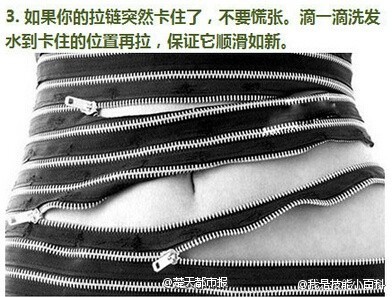 3. 如果你的拉链突然卡住了，不要慌张。滴一滴洗发
水到卡住的位置再拉，保证它顺滑如新。
@楚天都市报
@我是技能小百科